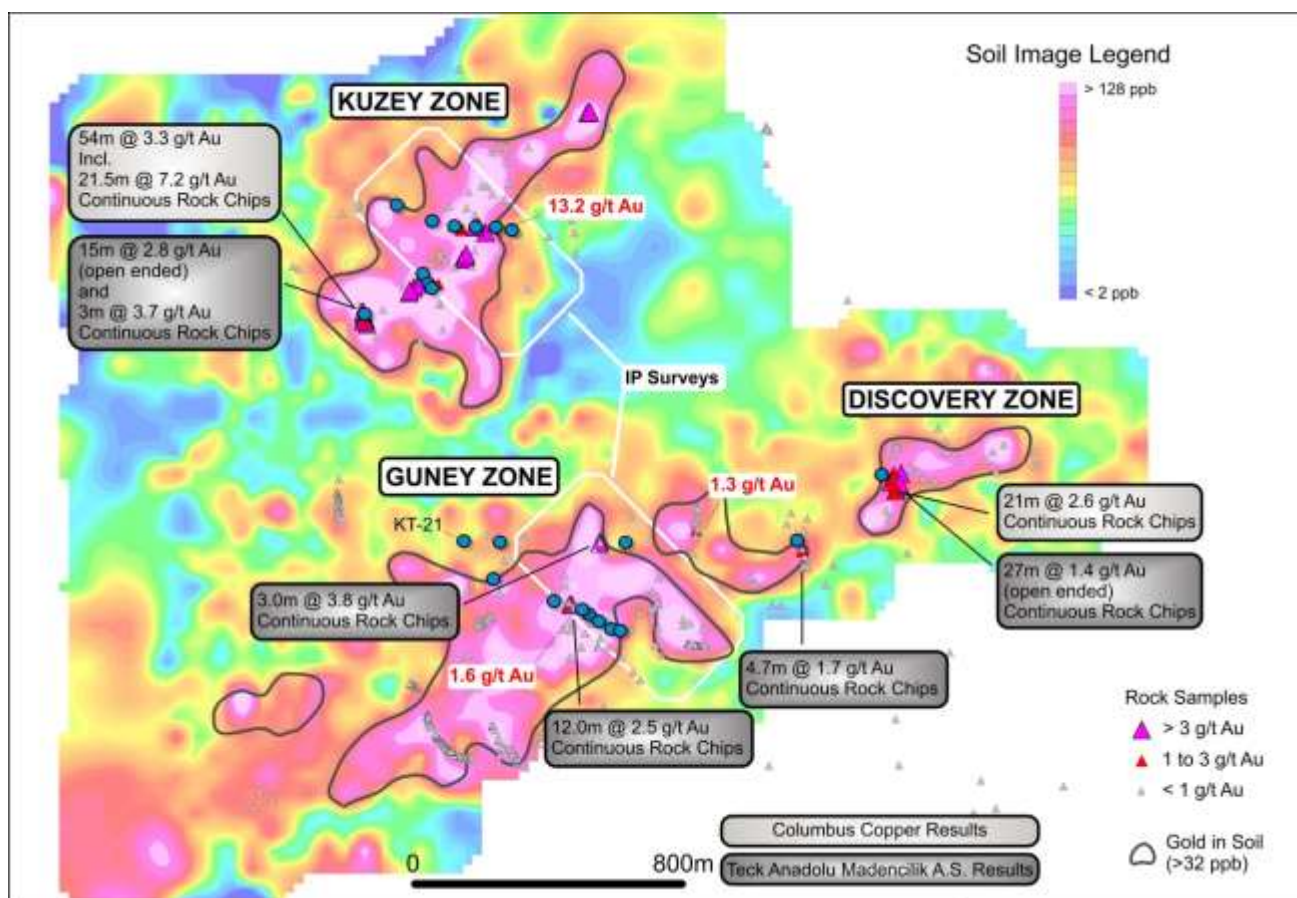 Soil Image Legend
> 128 ppb
< 2 ppb
KUZEY ZONE
54m @ 3.3 g/t Au
Incl.
21.5m @ 7.2 g/t Au
Continuous Rock Chips
13.2 g/t Au
15m @ 2.8 g/t Au
(open ended)
and
3m @ 3.7 g/t Au
Continuous Rock Chips
IP Surveys
DISCOVERY ZONE
GUNEY ZONE
1.3 g/t Au
21m @ 2.6 g/t Au
Continuous Rock Chips
KT-21
27m @ 1.4 g/t Au
(open ended)
Continuous Rock Chips
3.0m @ 3.8 g/t Au
Continuous Rock Chips
1.6 g/t Au
4.7m @ 1.7 g/t Au
Continuous Rock Chips
12.0m @ 2.5 g/t Au
Continuous Rock Chips
Rock Samples
> 3 g/t Au
1 to 3 g/t Au
< 1 g/t Au
Gold in Soil
(>32 ppb)
Columbus Copper Results
Teck Anadolu Madencilik A.S. Results
0
800m